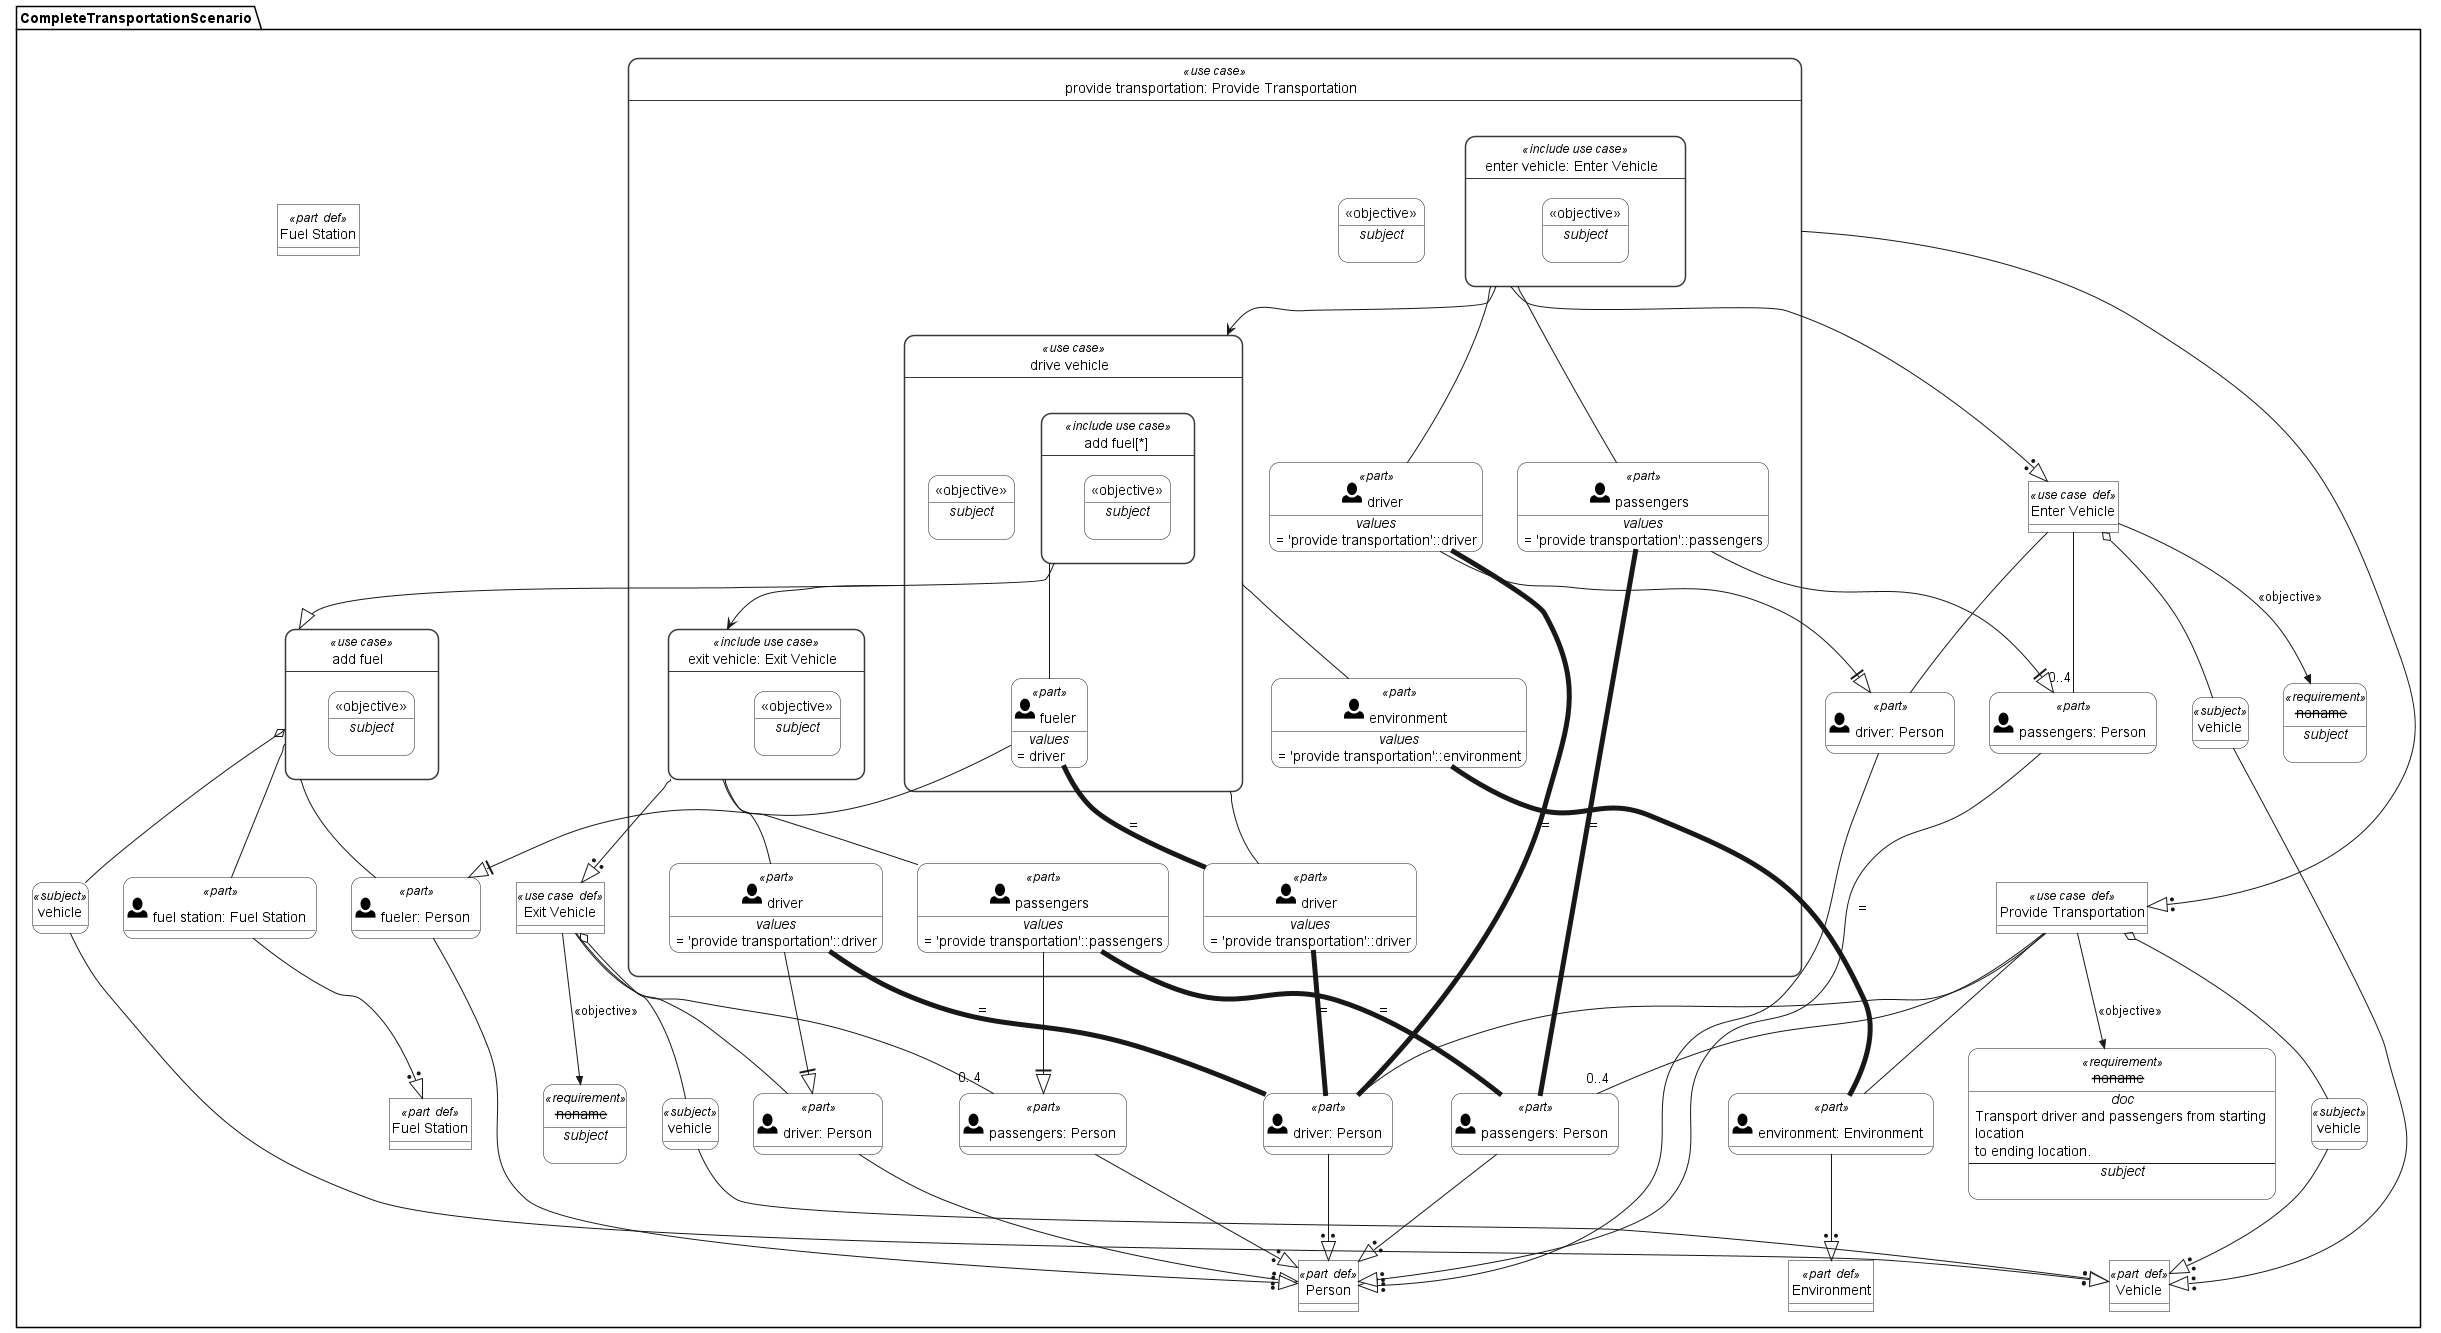 CompleteTransportationScenario
«use case»
provide transportation: Provide Transportation
«include use case»
enter vehicle: Enter Vehicle
«objective»
subject
«objective»
subject
«part def»
Fuel Station
«use case»
drive vehicle
«include use case»
add fuel[*]
«objective»
subject
«objective»
subject
«part»
driver
values
= 'provide transportation'::driver
«part»
passengers
values
= 'provide transportation'::passengers
«use case def»
Enter Vehicle
«objective»
«use case»
add fuel
«objective»
subject
«include use case»
exit vehicle: Exit Vehicle
«objective»
subject
«part»
fueler
values
= driver
«part»
environment
values
= 'provide transportation'::environment
0..4
«part»
driver: Person
«part»
passengers: Person
«subject»
vehicle
«requirement»
noname
subject
=
=
=
«subject»
vehicle
«part»
fuel station: Fuel Station
«part»
fueler: Person
«use case def»
Exit Vehicle
«part»
driver
values
= 'provide transportation'::driver
«part»
passengers
values
= 'provide transportation'::passengers
«part»
driver
values
= 'provide transportation'::driver
=
«use case def»
Provide Transportation
«objective»
=
=
=
«objective»
0..4
0..4
«part def»
Fuel Station
«requirement»
noname
subject
«subject»
vehicle
«part»
driver: Person
«part»
passengers: Person
«part»
driver: Person
«part»
passengers: Person
«part»
environment: Environment
«requirement»
noname
doc
Transport driver and passengers from starting
location
to ending location.
subject
«subject»
vehicle
«part def»
Person
«part def»
Environment
«part def»
Vehicle